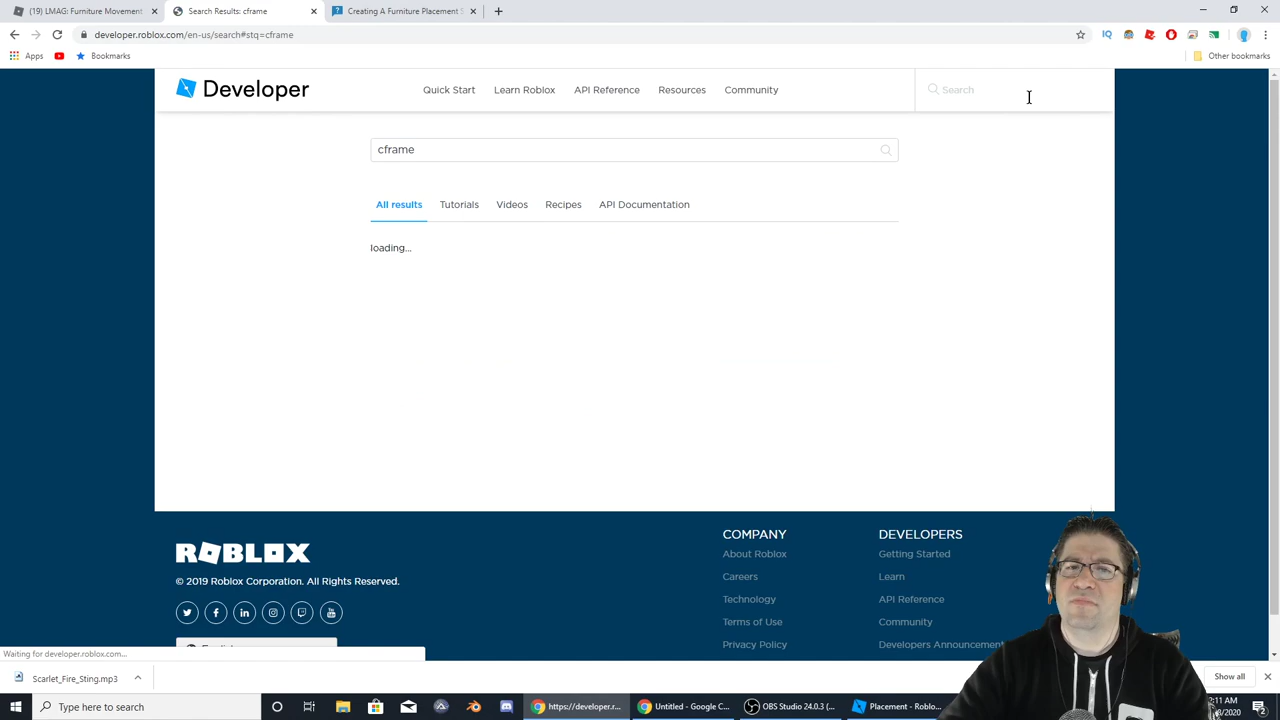 (19) LMAG: Furniture Movement
Search Results: cframe
Creating A Furniture Placement S
developer.roblox.com/en-us/search#stq=cframe
Apps
Bookmarks
Other bookmarks
Developer
Quick Start
Learn Roblox
API Reference
Resources
Community
Search
cframe
All results
Tutorials
Videos
Recipes
API Documentation
loading...
ROBLOX
© 2019 Roblox Corporation. All Rights Reserved.
COMPANY
About Roblox
Careers
Technology
Terms of Use
Privacy Policy
DEVELOPERS
Getting Started
Learn
API Reference
Community
Developers Announcement
Waiting for developer.roblox.com...
Scarlet_Fire_Sting.mp3
Show all
Type here to search
https://developer.r...
Untitled - Google C...
OBS Studio 24.0.3 (...
Placement - Roblo...